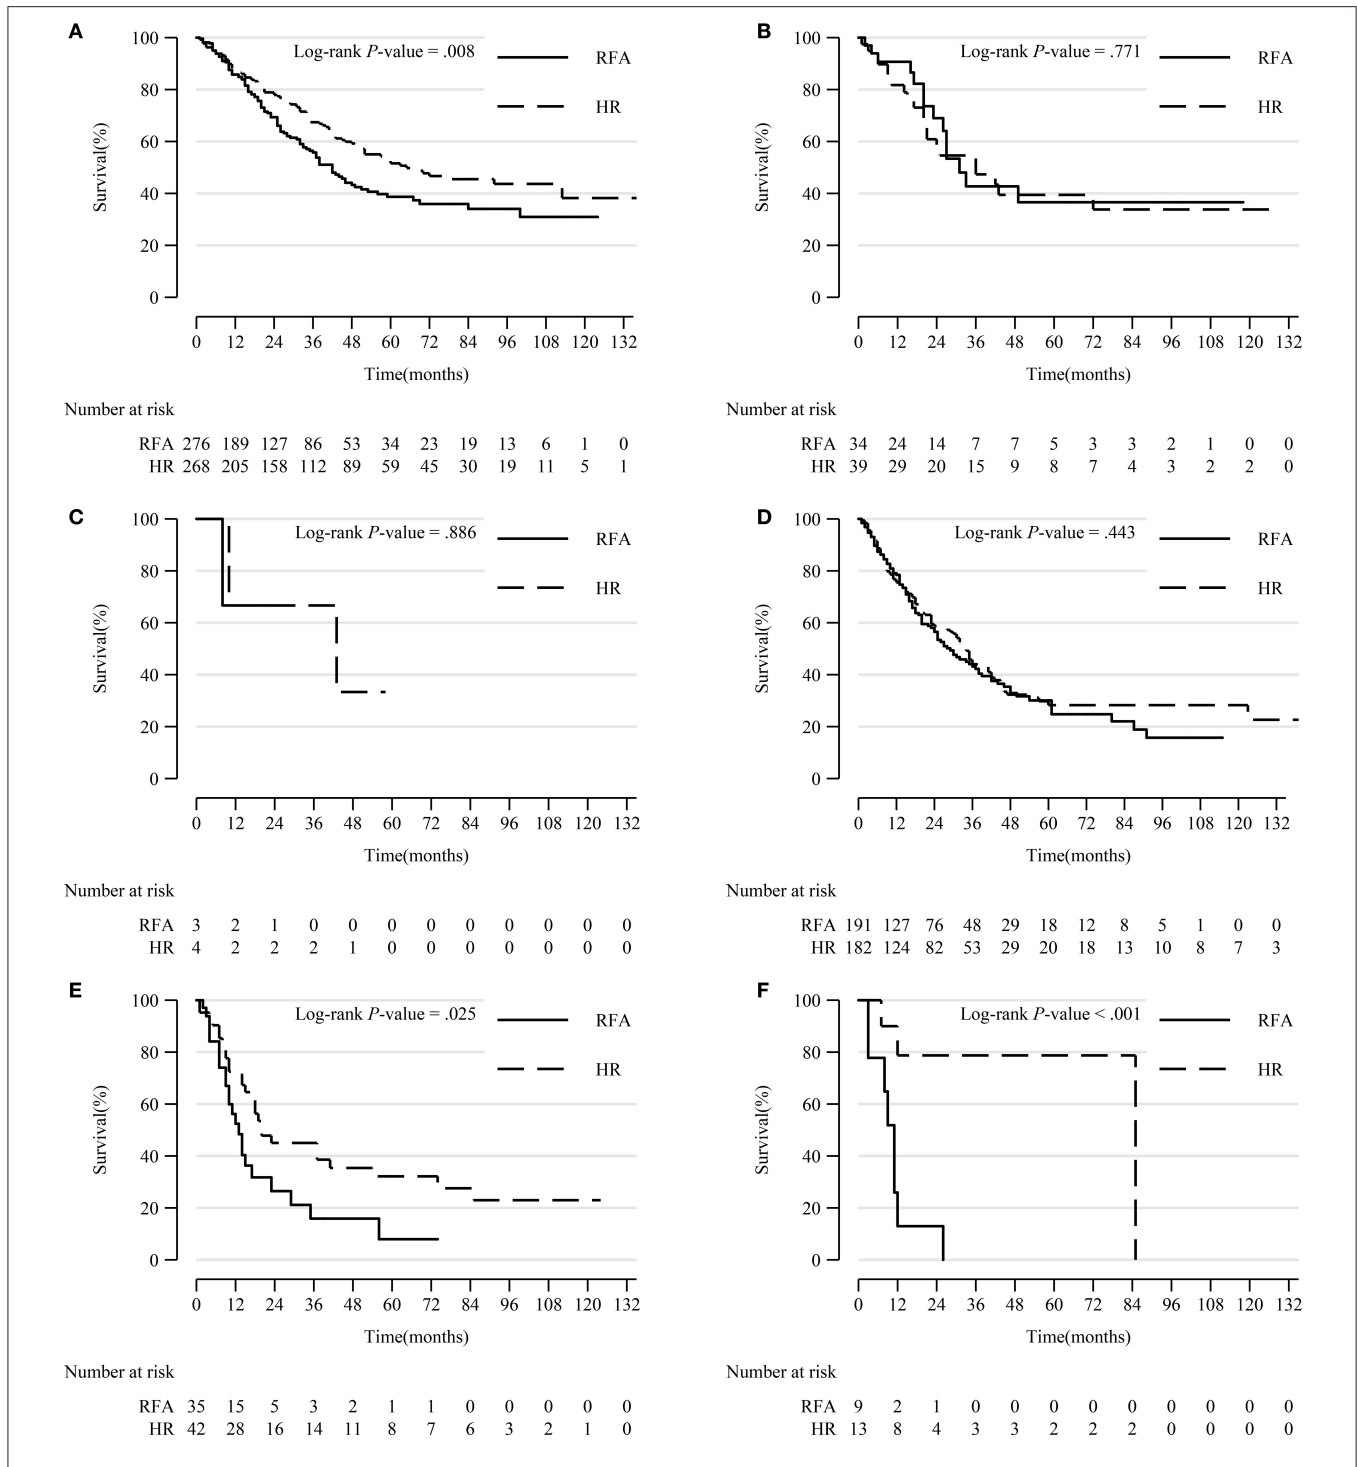 A
Log-rank P-value = .008
RFA
HR
100
80
60
40
20
0
Survival(%)
0 12 24 36 48 60 72 84 96 108 120 132
Time(months)
Number at risk
RFA 276 189 127 86 53 34 23 19 13 6 1 0
HR 268 205 158 112 89 59 45 30 19 11 5 1
B
Log-rank P-value = .771
RFA
HR
100
80
60
40
20
0
Survival(%)
0 12 24 36 48 60 72 84 96 108 120 132
Time(months)
Number at risk
RFA 34 24 14 7 7 5 3 3 2 1 0 0
HR 39 29 20 15 9 8 7 4 3 2 2 0
C
Log-rank P-value = .886
RFA
HR
100
80
60
40
20
0
Survival(%)
0 12 24 36 48 60 72 84 96 108 120 132
Time(months)
Number at risk
RFA 3 2 1 0 0 0 0 0 0 0 0 0
HR 4 2 2 2 1 0 0 0 0 0 0 0
D
Log-rank P-value = .443
RFA
HR
100
80
60
40
20
0
Survival(%)
0 12 24 36 48 60 72 84 96 108 120 132
Time(months)
Number at risk
RFA 191 127 76 48 29 18 12 8 5 1 0 0
HR 182 124 82 53 29 20 18 13 10 8 7 3
E
Log-rank P-value = .025
RFA
HR
100
80
60
40
20
0
Survival(%)
0 12 24 36 48 60 72 84 96 108 120 132
Time(months)
Number at risk
RFA 35 15 5 3 2 1 1 0 0 0 0 0
HR 42 28 16 14 11 8 7 6 3 2 1 0
F
Log-rank P-value < .001
RFA
HR
100
80
60
40
20
0
Survival(%)
0 12 24 36 48 60 72 84 96 108 120 132
Time(months)
Number at risk
RFA 9 2 1 0 0 0 0 0 0 0 0 0
HR 13 8 4 3 3 2 2 2 0 0 0 0